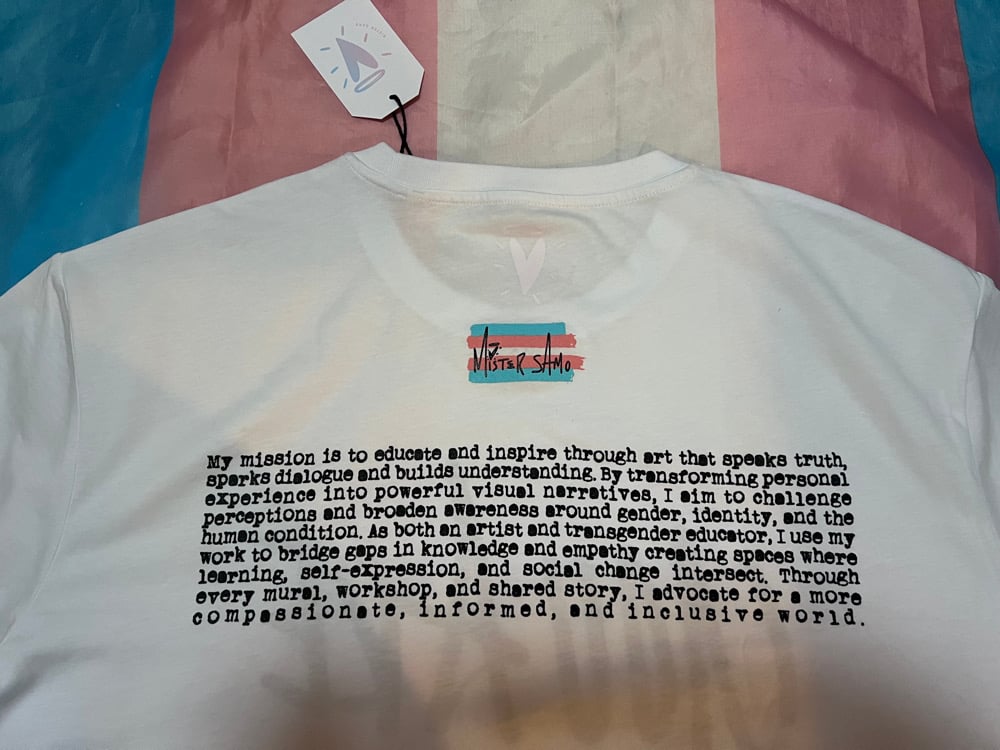 Mister SAmo
My mission is to educate and inspire through art that speaks truth,
sparks dialogue and builds understanding. By transforming personal
experience into powerful visual narratives, I aim to challenge
perceptions and broaden awareness around gender, identity, and the
human condition. As both an artist and transgender educator, I use my
work to bridge gaps in knowledge and empathy creating spaces where
learning, self-expression, and social change intersect. Through
every mural, workshop, and shared story, I advocate for a more
compassionate, informed, and inclusive world.